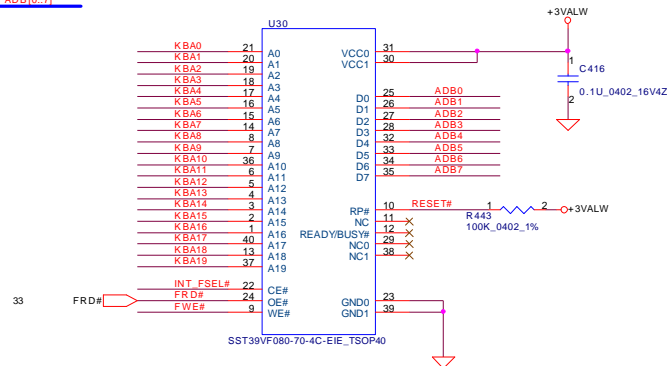 ADB[0..7]
U30
+3VALW
KBA0 21 A0 VCC0 31
KBA1 20 A1 VCC1 30
KBA2 19 A2
KBA3 18 A3
KBA4 17 A4 D0 25 ADB0
KBA5 16 A5 D1 26 ADB1
KBA6 15 A6 D2 27 ADB2
KBA7 14 A7 D3 28 ADB3
KBA8 8 A8 D4 32 ADB4
KBA9 7 A9 D5 33 ADB5
KBA10 36 A10 D6 34 ADB6
KBA11 6 A11 D7 35 ADB7
KBA12 5 A12
KBA13 4 A13
KBA14 3 A14 RP# 10 RESET# 1 2 +3VALW
KBA15 2 A15 NC 11
KBA16 1 A16 READY/BUSY# 12
KBA17 40 A17 NC0 29
KBA18 13 A18 NC1 38
KBA19 37 A19
R443
100K_0402_1%
1
C416
0.1U_0402_16V4Z
2
INT_FSEL# 22 CE#
33 FRD# FRD# 24 OE# GND0 23
FWE# 9 WE# GND1 39
SST39VF080-70-4C-EIE_TSOP40